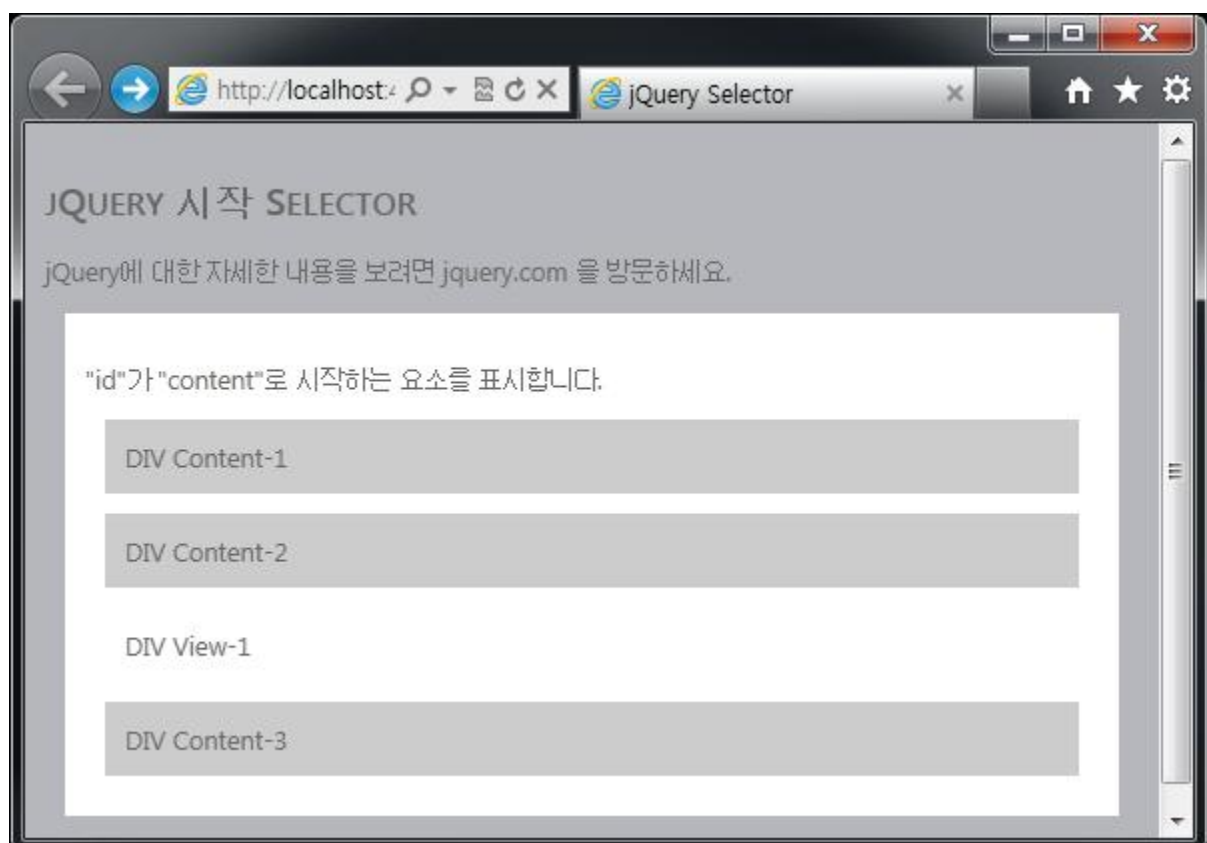 http://localhost:4
jQuery Selector
JQUERY 시작 SELECTOR
jQuery에 대한 자세한 내용을 보려면 jquery.com 을 방문하세요.
"id"가 "content"로 시작하는 요소를 표시합니다.
DIV Content-1
DIV Content-2
DIV View-1
DIV Content-3